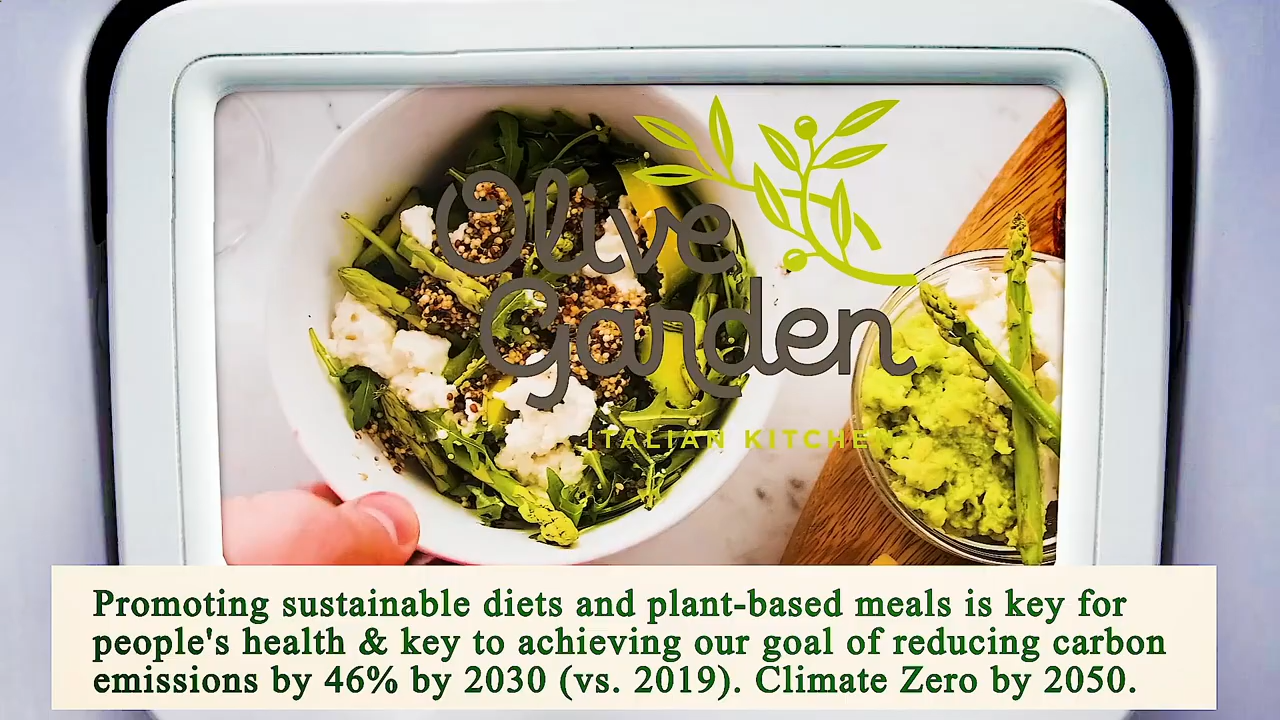 Olive
Garden
ITALIAN KITCHEN
Promoting sustainable diets and plant-based meals is key for
people's health & key to achieving our goal of reducing carbon
emissions by 46% by 2030 (vs. 2019). Climate Zero by 2050.